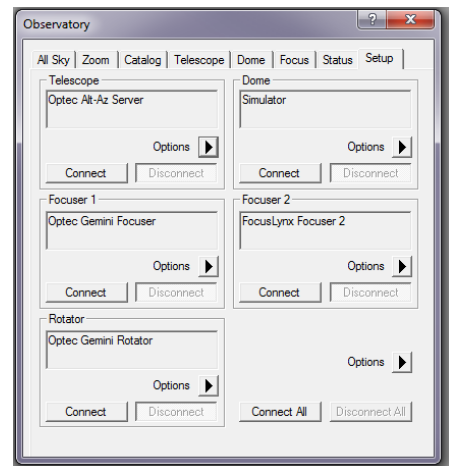 Observatory
?
All Sky Zoom Catalog Telescope Dome Focus Status Setup
Telescope
Optec Alt-Az Server
Options
Connect Disconnect
Dome
Simulator
Options
Connect Disconnect
Focuser 1
Optec Gemini Focuser
Options
Connect Disconnect
Focuser 2
FocusLynx Focuser 2
Options
Connect Disconnect
Rotator
Optec Gemini Rotator
Options
Connect Disconnect
Options
Connect All Disconnect All